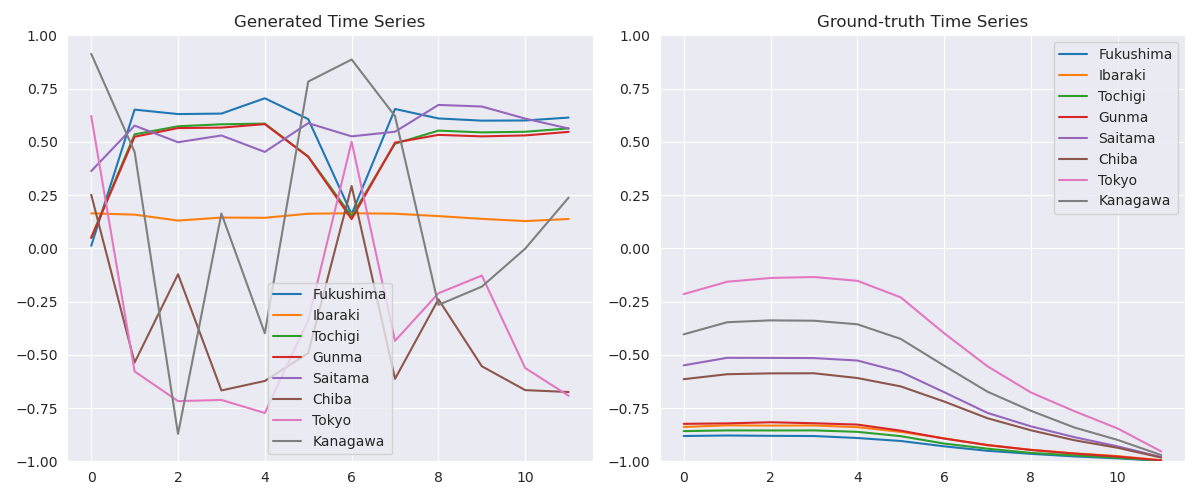 Generated Time Series
1.00
0.75
0.50
0.25
0.00
−0.25
−0.50
−0.75
−1.00
0 2 4 6 8 10
Fukushima
Ibaraki
Tochigi
Gunma
Saitama
Chiba
Tokyo
Kanagawa
Ground-truth Time Series
1.00
0.75
0.50
0.25
0.00
−0.25
−0.50
−0.75
−1.00
0 2 4 6 8 10
Fukushima
Ibaraki
Tochigi
Gunma
Saitama
Chiba
Tokyo
Kanagawa